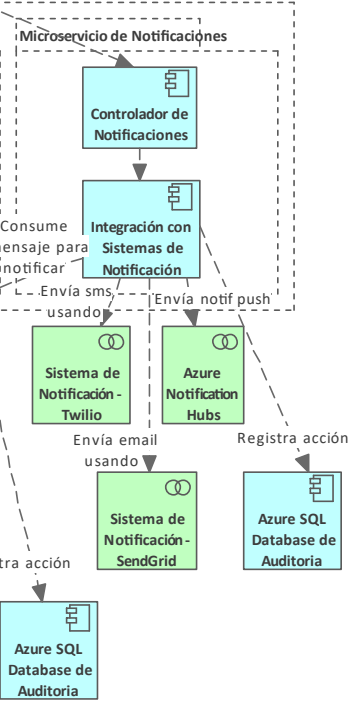 Microservicio de Notificaciones
Controlador de
Notificaciones
Consume
mensaje para
notificar
Integración con
Sistemas de
Notificación
Envía sms
usando
Envía notif push
Sistema de
Notificación -
Twilio
Azure
Notification
Hubs
Envía email
usando
Registra acción
Sistema de
Notificación -
SendGrid
Azure SQL
Database de
Auditoria
tra acción
Azure SQL
Database de
Auditoria